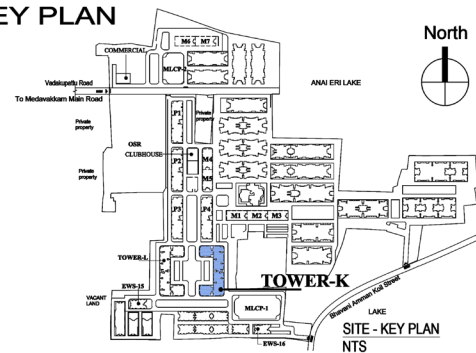 EY PLAN
North
COMMERCIAL
M6 M7
MLCP-2
Vadakupattu Road
To Medavakkam Main Road
ANAI ERI LAKE
Private
property
P1
Private
property
OSR
CLUBHOUSE
P2
M4
M5
Private
property
P3
P4
M1 M2 M3
TOWER-L
TOWER-K
EWS-15
VACANT
LAND
MLCP-1
EWS-16
Bhavani Amman Koil Street
LAKE
SITE - KEY PLAN
NTS